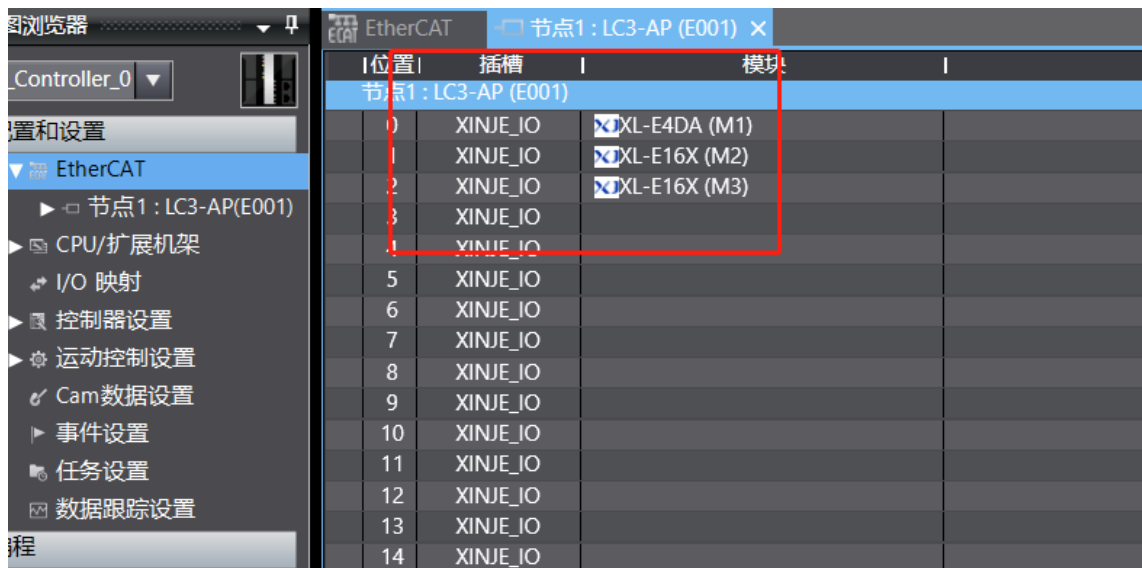 图浏览器
_Controller_0
配置和设置
EtherCAT
节点1 : LC3-AP(E001)
CPU/扩展机架
I/O 映射
控制器设置
运动控制设置
Cam数据设置
事件设置
任务设置
数据跟踪设置
编程
EtherCAT 节点1 : LC3-AP (E001)
位置 插槽 模块
节点1 : LC3-AP (E001)
0 XINJE_IO XL-E4DA (M1)
1 XINJE_IO XL-E16X (M2)
2 XINJE_IO XL-E16X (M3)
3 XINJE_IO
4 XINJE_IO
5 XINJE_IO
6 XINJE_IO
7 XINJE_IO
8 XINJE_IO
9 XINJE_IO
10 XINJE_IO
11 XINJE_IO
12 XINJE_IO
13 XINJE_IO
14 XINJE_IO